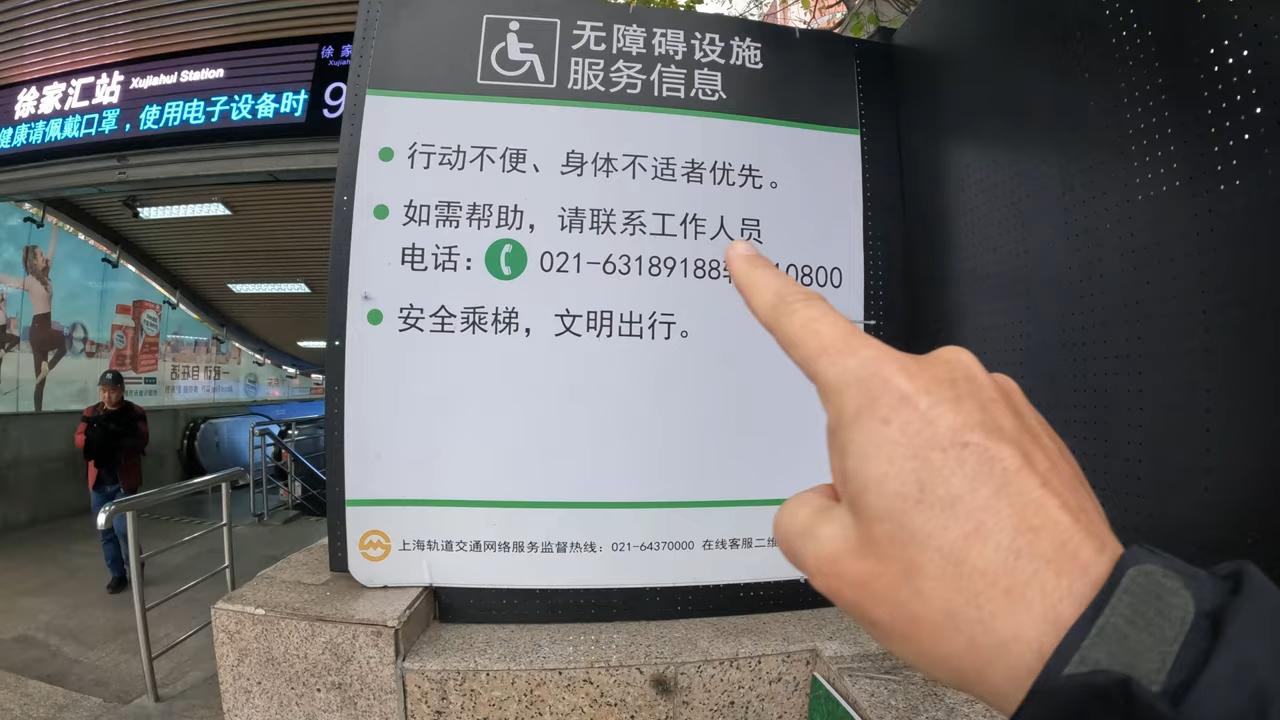 徐家汇站 Xujiahui Station
健康请佩戴口罩，使用电子设备时
徐家
9
无障碍设施
服务信息
行动不便、身体不适者优先。
如需帮助，请联系工作人员
电话： 021-63189188 10800
安全乘梯，文明出行。
上海轨道交通网络服务监督热线：021-64370000 在线客服二维